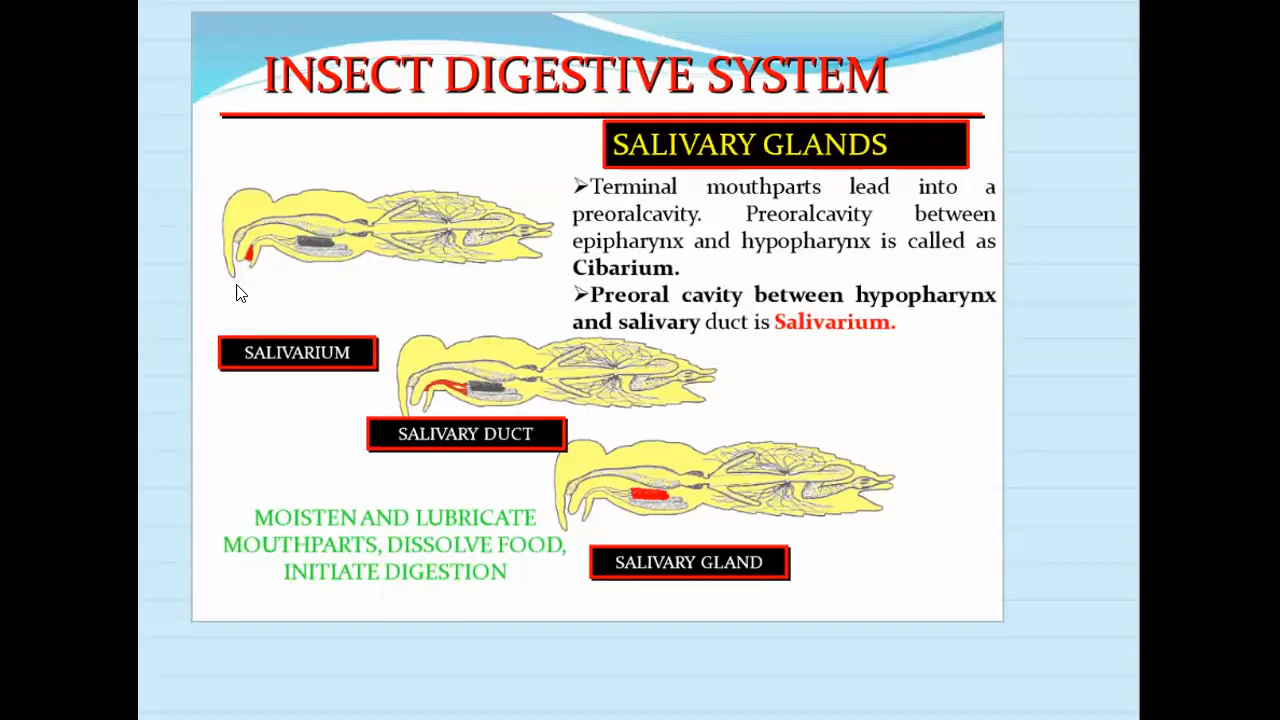 INSECT DIGESTIVE SYSTEM
SALIVARY GLANDS
➢Terminal mouthparts lead into a
preoralcavity. Preoralcavity between
epipharynx and hypopharynx is called as
Cibarium.
➢Preoral cavity between hypopharynx
and salivary duct is Salivarium.
SALIVARIUM
SALIVARY DUCT
MOISTEN AND LUBRICATE
MOUTHPARTS, DISSOLVE FOOD,
INITIATE DIGESTION
SALIVARY GLAND